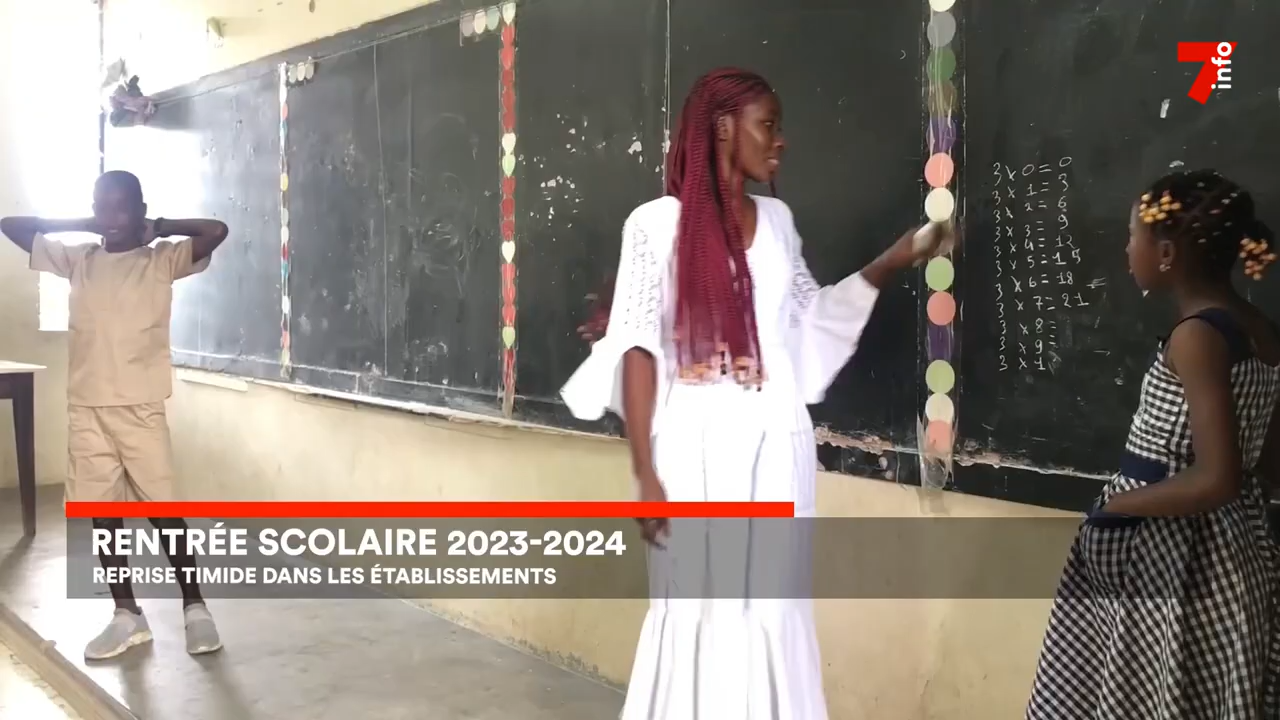 7info
3 x 0 = 0
3 x 1 = 3
3 x 2 = 6
3 x 3 = 9
3 x 4 = 12
3 x 5 = 15
3 x 6 = 18
3 x 7 = 21
3 x 8 =
3 x 9 =
3 x 1
RENTRÉE SCOLAIRE 2023-2024
REPRISE TIMIDE DANS LES ÉTABLISSEMENTS